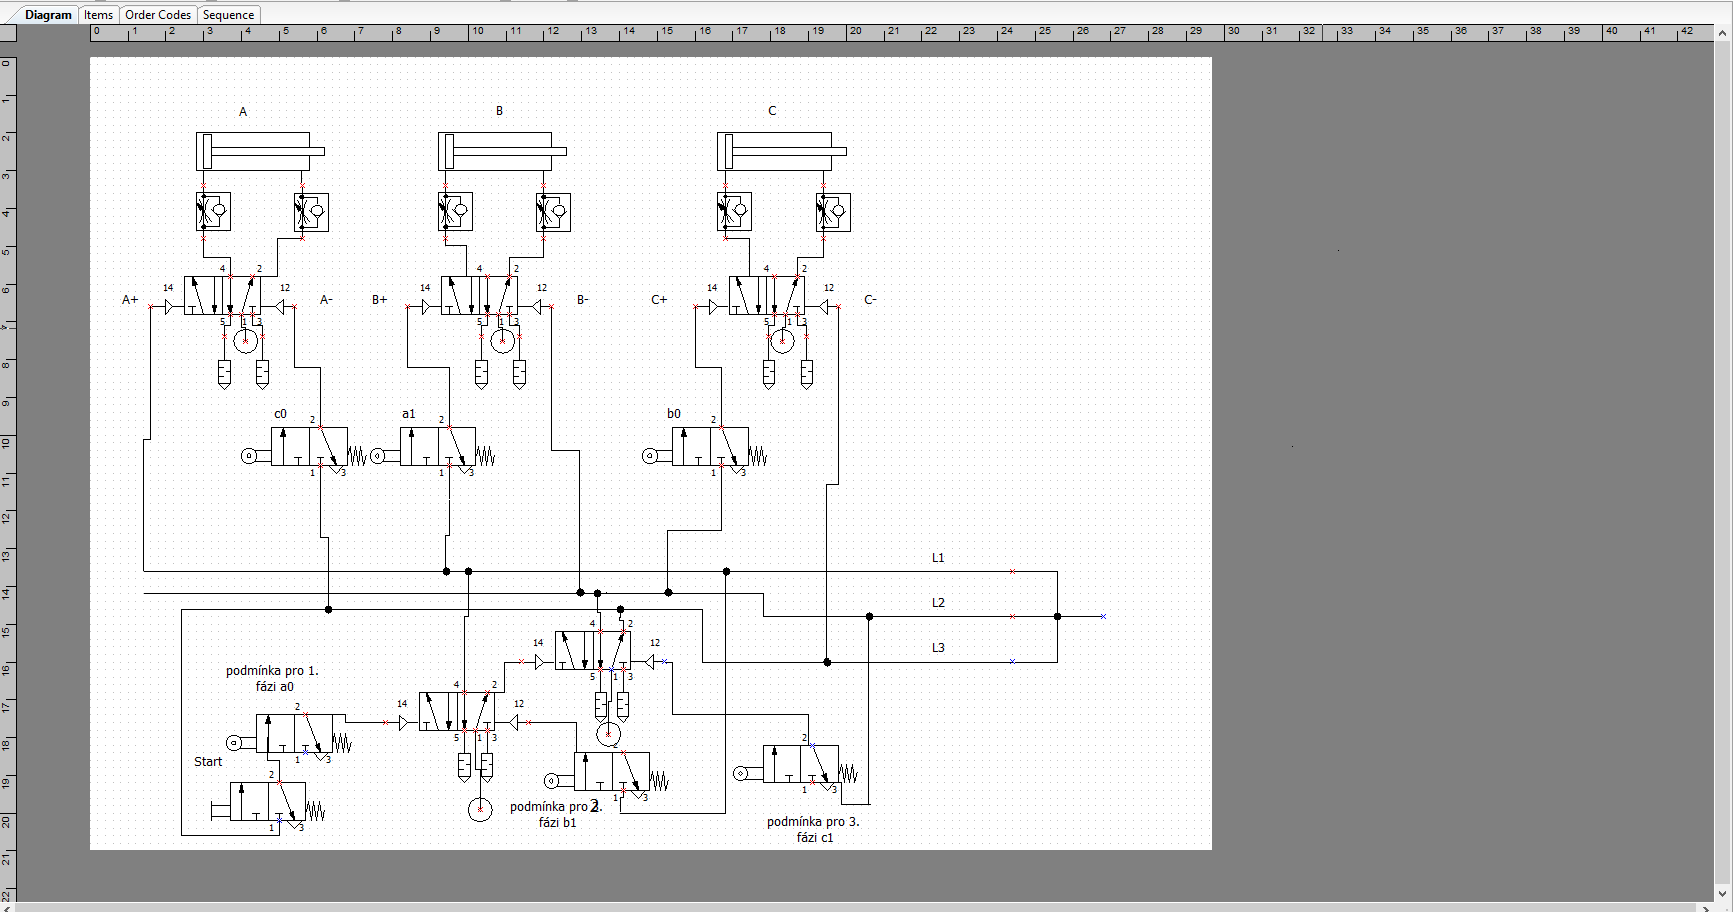 Diagram Items Order Codes Sequence
0 1 2 3 4 5 6 7 8 9 10 11 12 13 14 15 16 17 18 19 20 21 22 23 24 25 26 27 28 29 30 31 32 33 34 35 36 37 38 39 40 41 42
0
1
2
3
4
5
6
7
8
9
10
11
12
13
14
15
16
17
18
19
20
21
22
A B C
4 2 4 2 4 2
14 12 14 12 14 12
A+ A- B+ B- C+ C-
5 1 3 5 1 3 5 1 3
c0 a1 b0
2 2 2
1 3 1 3 1 3
L1
L2
L3
4 2
14 12
5 1 3
podmínka pro 1.
fázi a0
4 2
14 12
5 1 3
2
1 3
Start
2
1 3
2
1 3
podmínka pro 2.
fázi b1
2
1 3
podmínka pro 3.
fázi c1